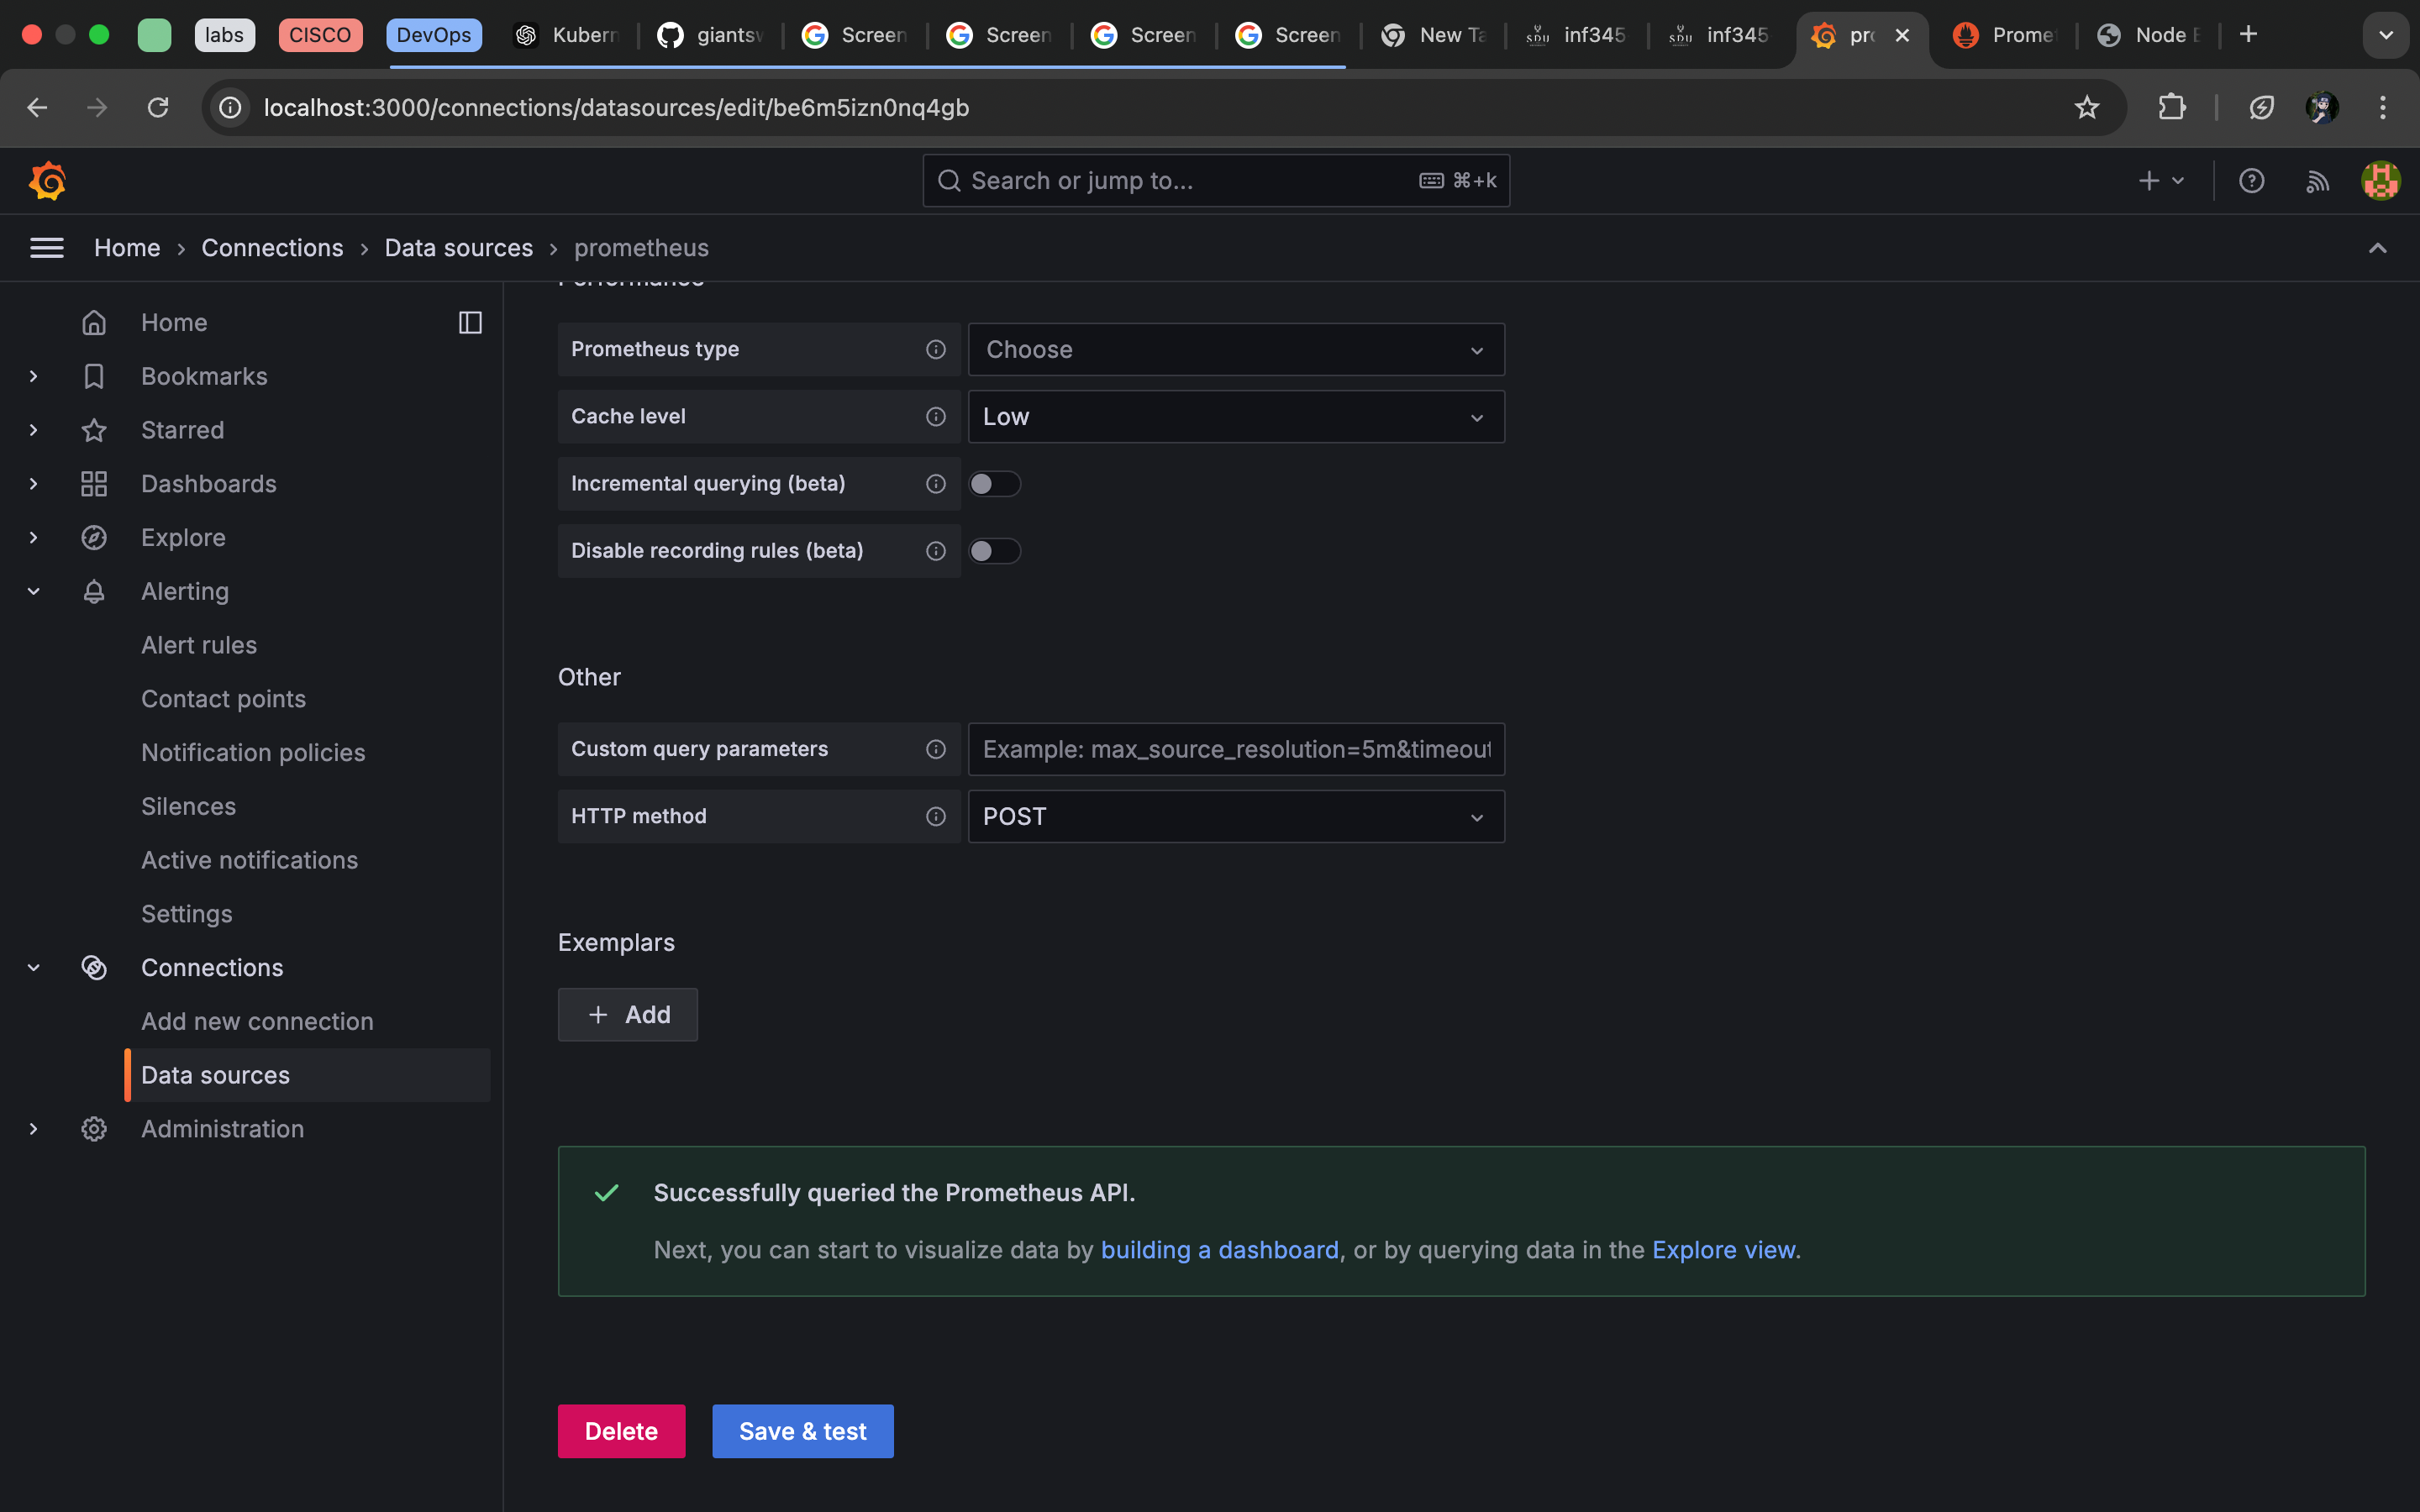 labs
CISCO
DevOps
Kubern
giantsw
Screen
Screen
Screen
Screen
New Ta
inf345
inf345
pro
Promet
Node E
localhost:3000/connections/datasources/edit/be6m5izn0nq4gb
Search or jump to...
⌘+k
Home › Connections › Data sources › prometheus
Home
Bookmarks
Starred
Dashboards
Explore
Alerting
Alert rules
Contact points
Notification policies
Silences
Active notifications
Settings
Connections
Add new connection
Data sources
Administration
Performance
Prometheus type
Choose
Cache level
Low
Incremental querying (beta)
Disable recording rules (beta)
Other
Custom query parameters
Example: max_source_resolution=5m&timeout
HTTP method
POST
Exemplars
+ Add
Successfully queried the Prometheus API.
Next, you can start to visualize data by building a dashboard, or by querying data in the Explore view.
Delete
Save & test